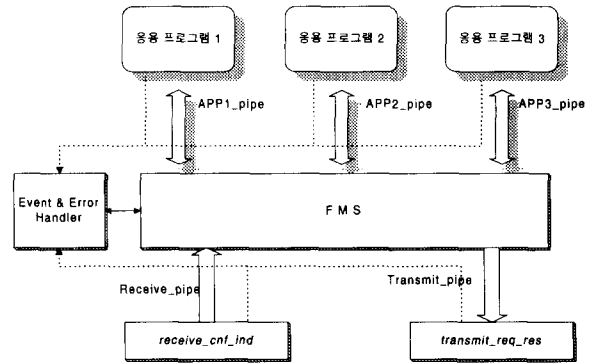 응용 프로그램 1
응용 프로그램 2
응용 프로그램 3
APP1_pipe
APP2_pipe
APP3_pipe
Event & Error
Handler
F M S
Receive_pipe
Transmit_pipe
receive_cnf_ind
transmit_req_res